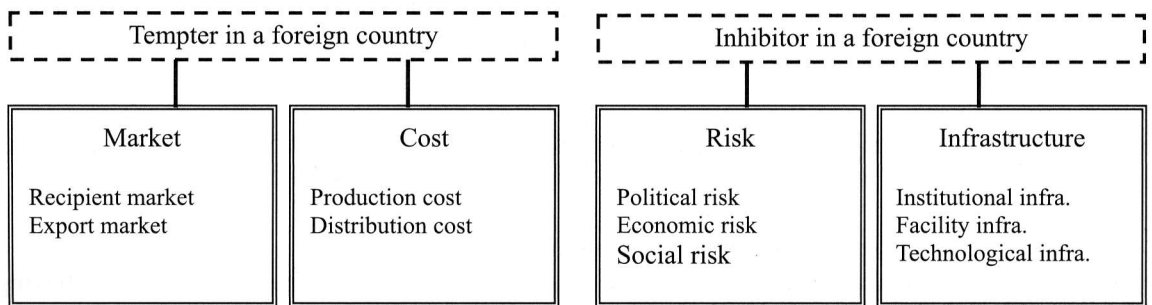 Tempter in a foreign country
Inhibitor in a foreign country
Market
Recipient market
Export market
Cost
Production cost
Distribution cost
Risk
Political risk
Economic risk
Social risk
Infrastructure
Institutional infra.
Facility infra.
Technological infra.